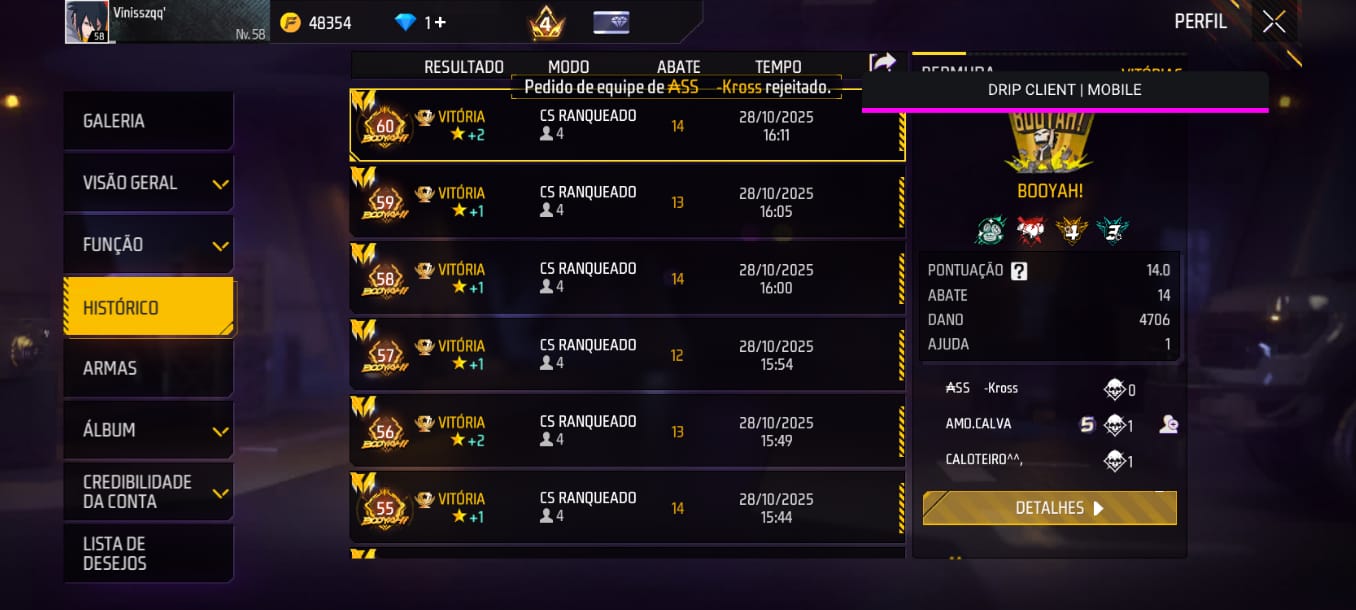 Vinisszqq'
58
Nv. 58
48354
1+
4
PERFIL
GALERIA
VISÃO GERAL
FUNÇÃO
HISTÓRICO
ARMAS
ÁLBUM
CREDIBILIDADE
DA CONTA
LISTA DE
DESEJOS
RESULTADO MODO ABATE TEMPO
Pedido de equipe de ₳SS -Kross rejeitado.
60 BOOYAH! VITÓRIA +2 CS RANQUEADO 4 14 28/10/2025 16:11
59 BOOYAH! VITÓRIA +1 CS RANQUEADO 4 13 28/10/2025 16:05
58 BOOYAH! VITÓRIA +1 CS RANQUEADO 4 14 28/10/2025 16:00
57 BOOYAH! VITÓRIA +1 CS RANQUEADO 4 12 28/10/2025 15:54
56 BOOYAH! VITÓRIA +2 CS RANQUEADO 4 13 28/10/2025 15:49
55 BOOYAH! VITÓRIA +1 CS RANQUEADO 4 14 28/10/2025 15:44
BERMUDA VITÓRIAS
DRIP CLIENT | MOBILE
BOOYAH!
BOOYAH!
4 3
PONTUAÇÃO ? 14.0
ABATE 14
DANO 4706
AJUDA 1
₳SS -Kross 0
AMO.CALVA 5 1
CALOTEIRO^^, 1
DETALHES